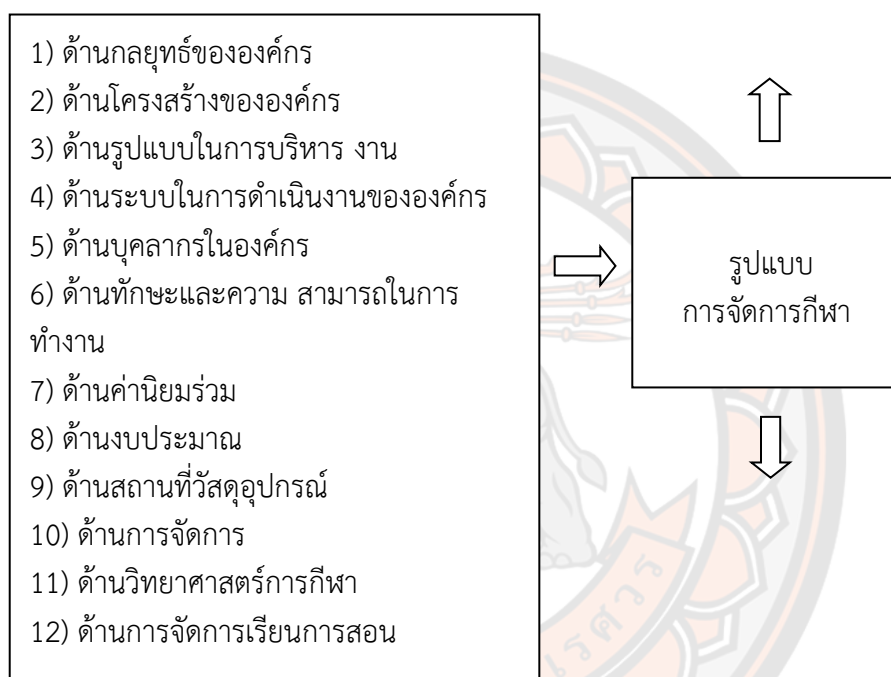 1) ด้านกลยุทธ์ขององค์กร
2) ด้านโครงสร้างขององค์กร
3) ด้านรูปแบบในการบริหาร งาน
4) ด้านระบบในการดำเนินงานขององค์กร
5) ด้านบุคลากรในองค์กร
6) ด้านทักษะและความ สามารถในการ
ทำงาน
7) ด้านค่านิยมร่วม
8) ด้านงบประมาณ
9) ด้านสถานที่วัสดุอุปกรณ์
10) ด้านการจัดการ
11) ด้านวิทยาศาสตร์การกีฬา
12) ด้านการจัดการเรียนการสอน
รูปแบบ
การจัดการกีฬา
เรศวร